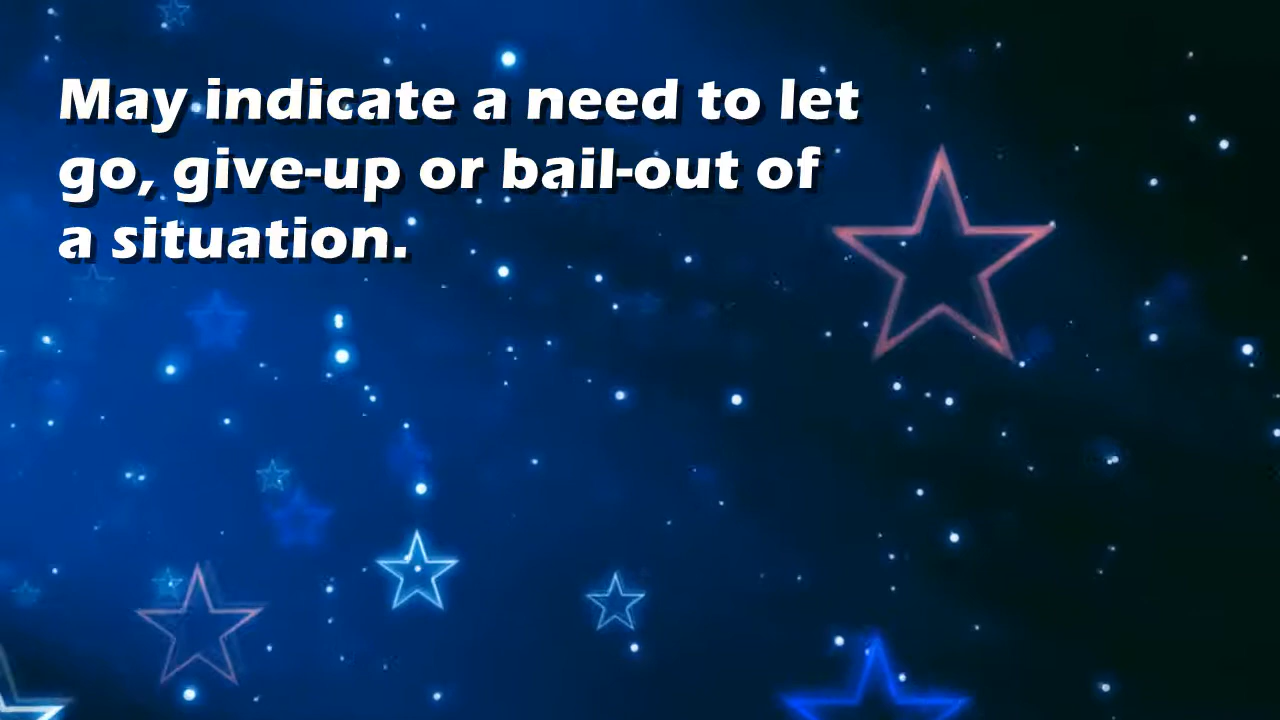 May indicate a need to let
go, give-up or bail-out of
a situation.